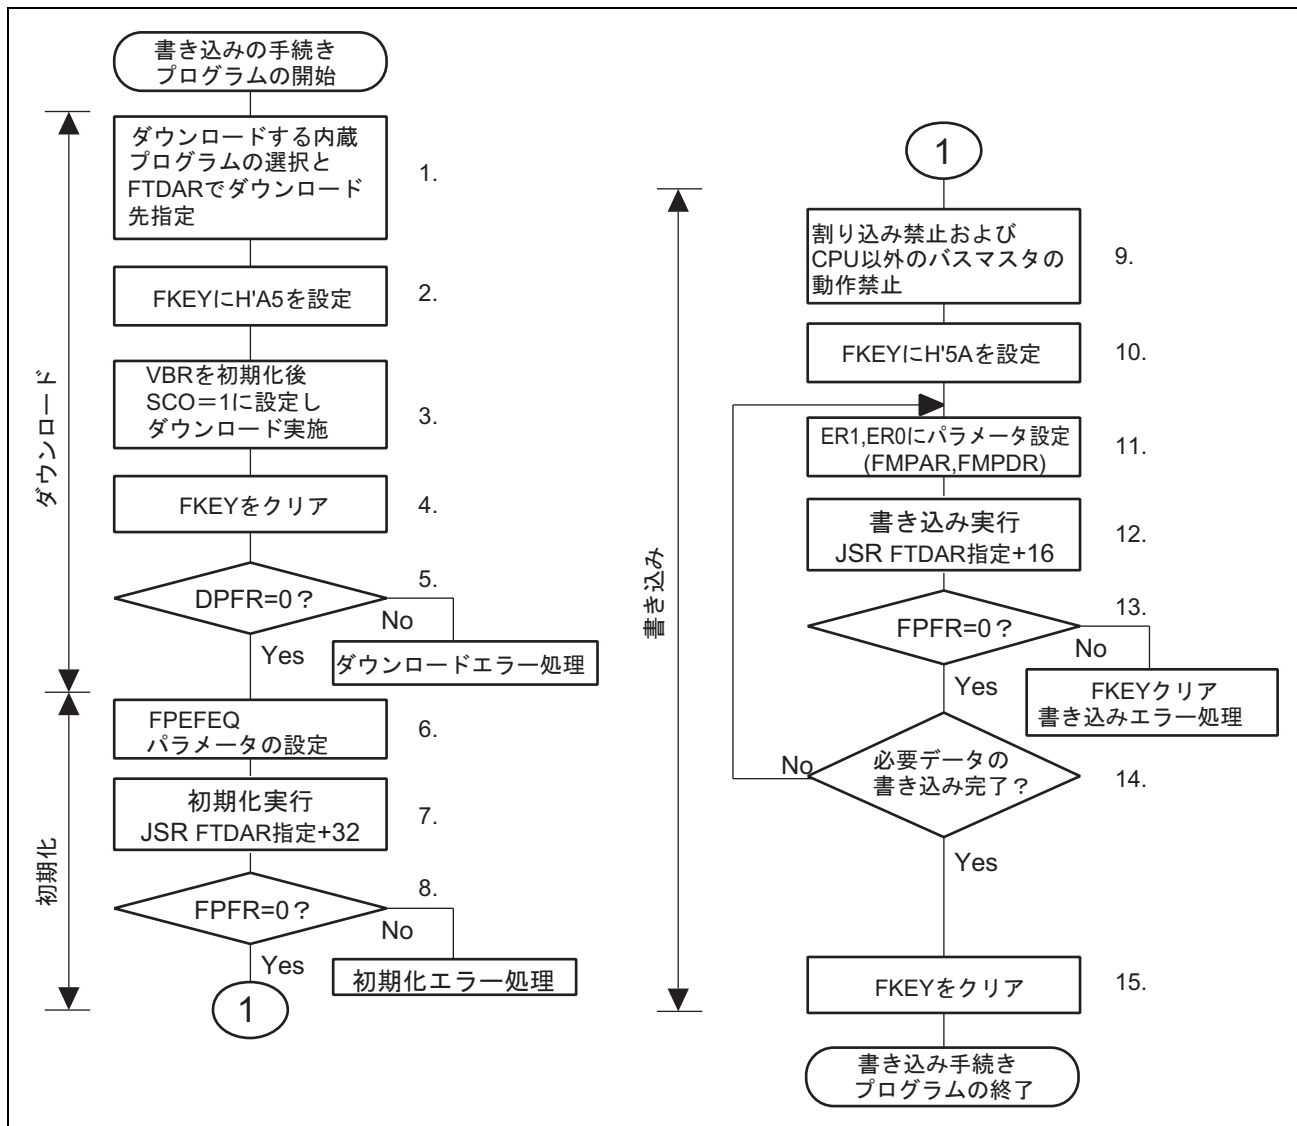 書き込みの手続き
プログラムの開始
ダウンロード
ダウンロードする内蔵
プログラムの選択と
FTDARでダウンロード
先指定
1.
FKEYにH'A5を設定
2.
VBRを初期化後
SCO=1に設定し
ダウンロード実施
3.
FKEYをクリア
4.
DPFR=0?
5.
No
Yes
ダウンロードエラー処理
初期化
FPEFEQ
パラメータの設定
6.
初期化実行
JSR FTDAR指定+32
7.
FPFR=0?
8.
No
Yes
初期化エラー処理
1
1
書き込み
割り込み禁止および
CPU以外のバスマスタの
動作禁止
9.
FKEYにH'5Aを設定
10.
ER1,ER0にパラメータ設定
(FMPAR,FMPDR)
11.
書き込み実行
JSR FTDAR指定+16
12.
FPFR=0?
13.
No
Yes
FKEYクリア
書き込みエラー処理
必要データの
書き込み完了?
14.
No
Yes
FKEYをクリア
15.
書き込み手続き
プログラムの終了